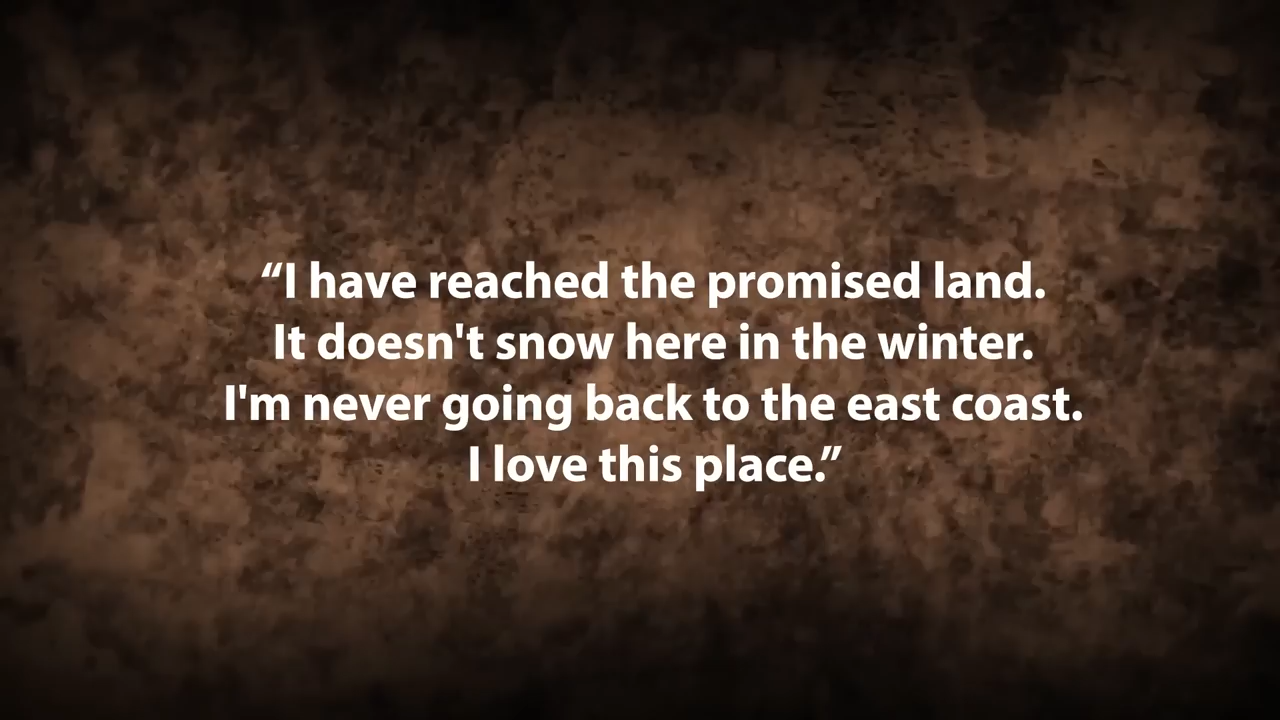 “I have reached the promised land.
It doesn't snow here in the winter.
I'm never going back to the east coast.
I love this place.”